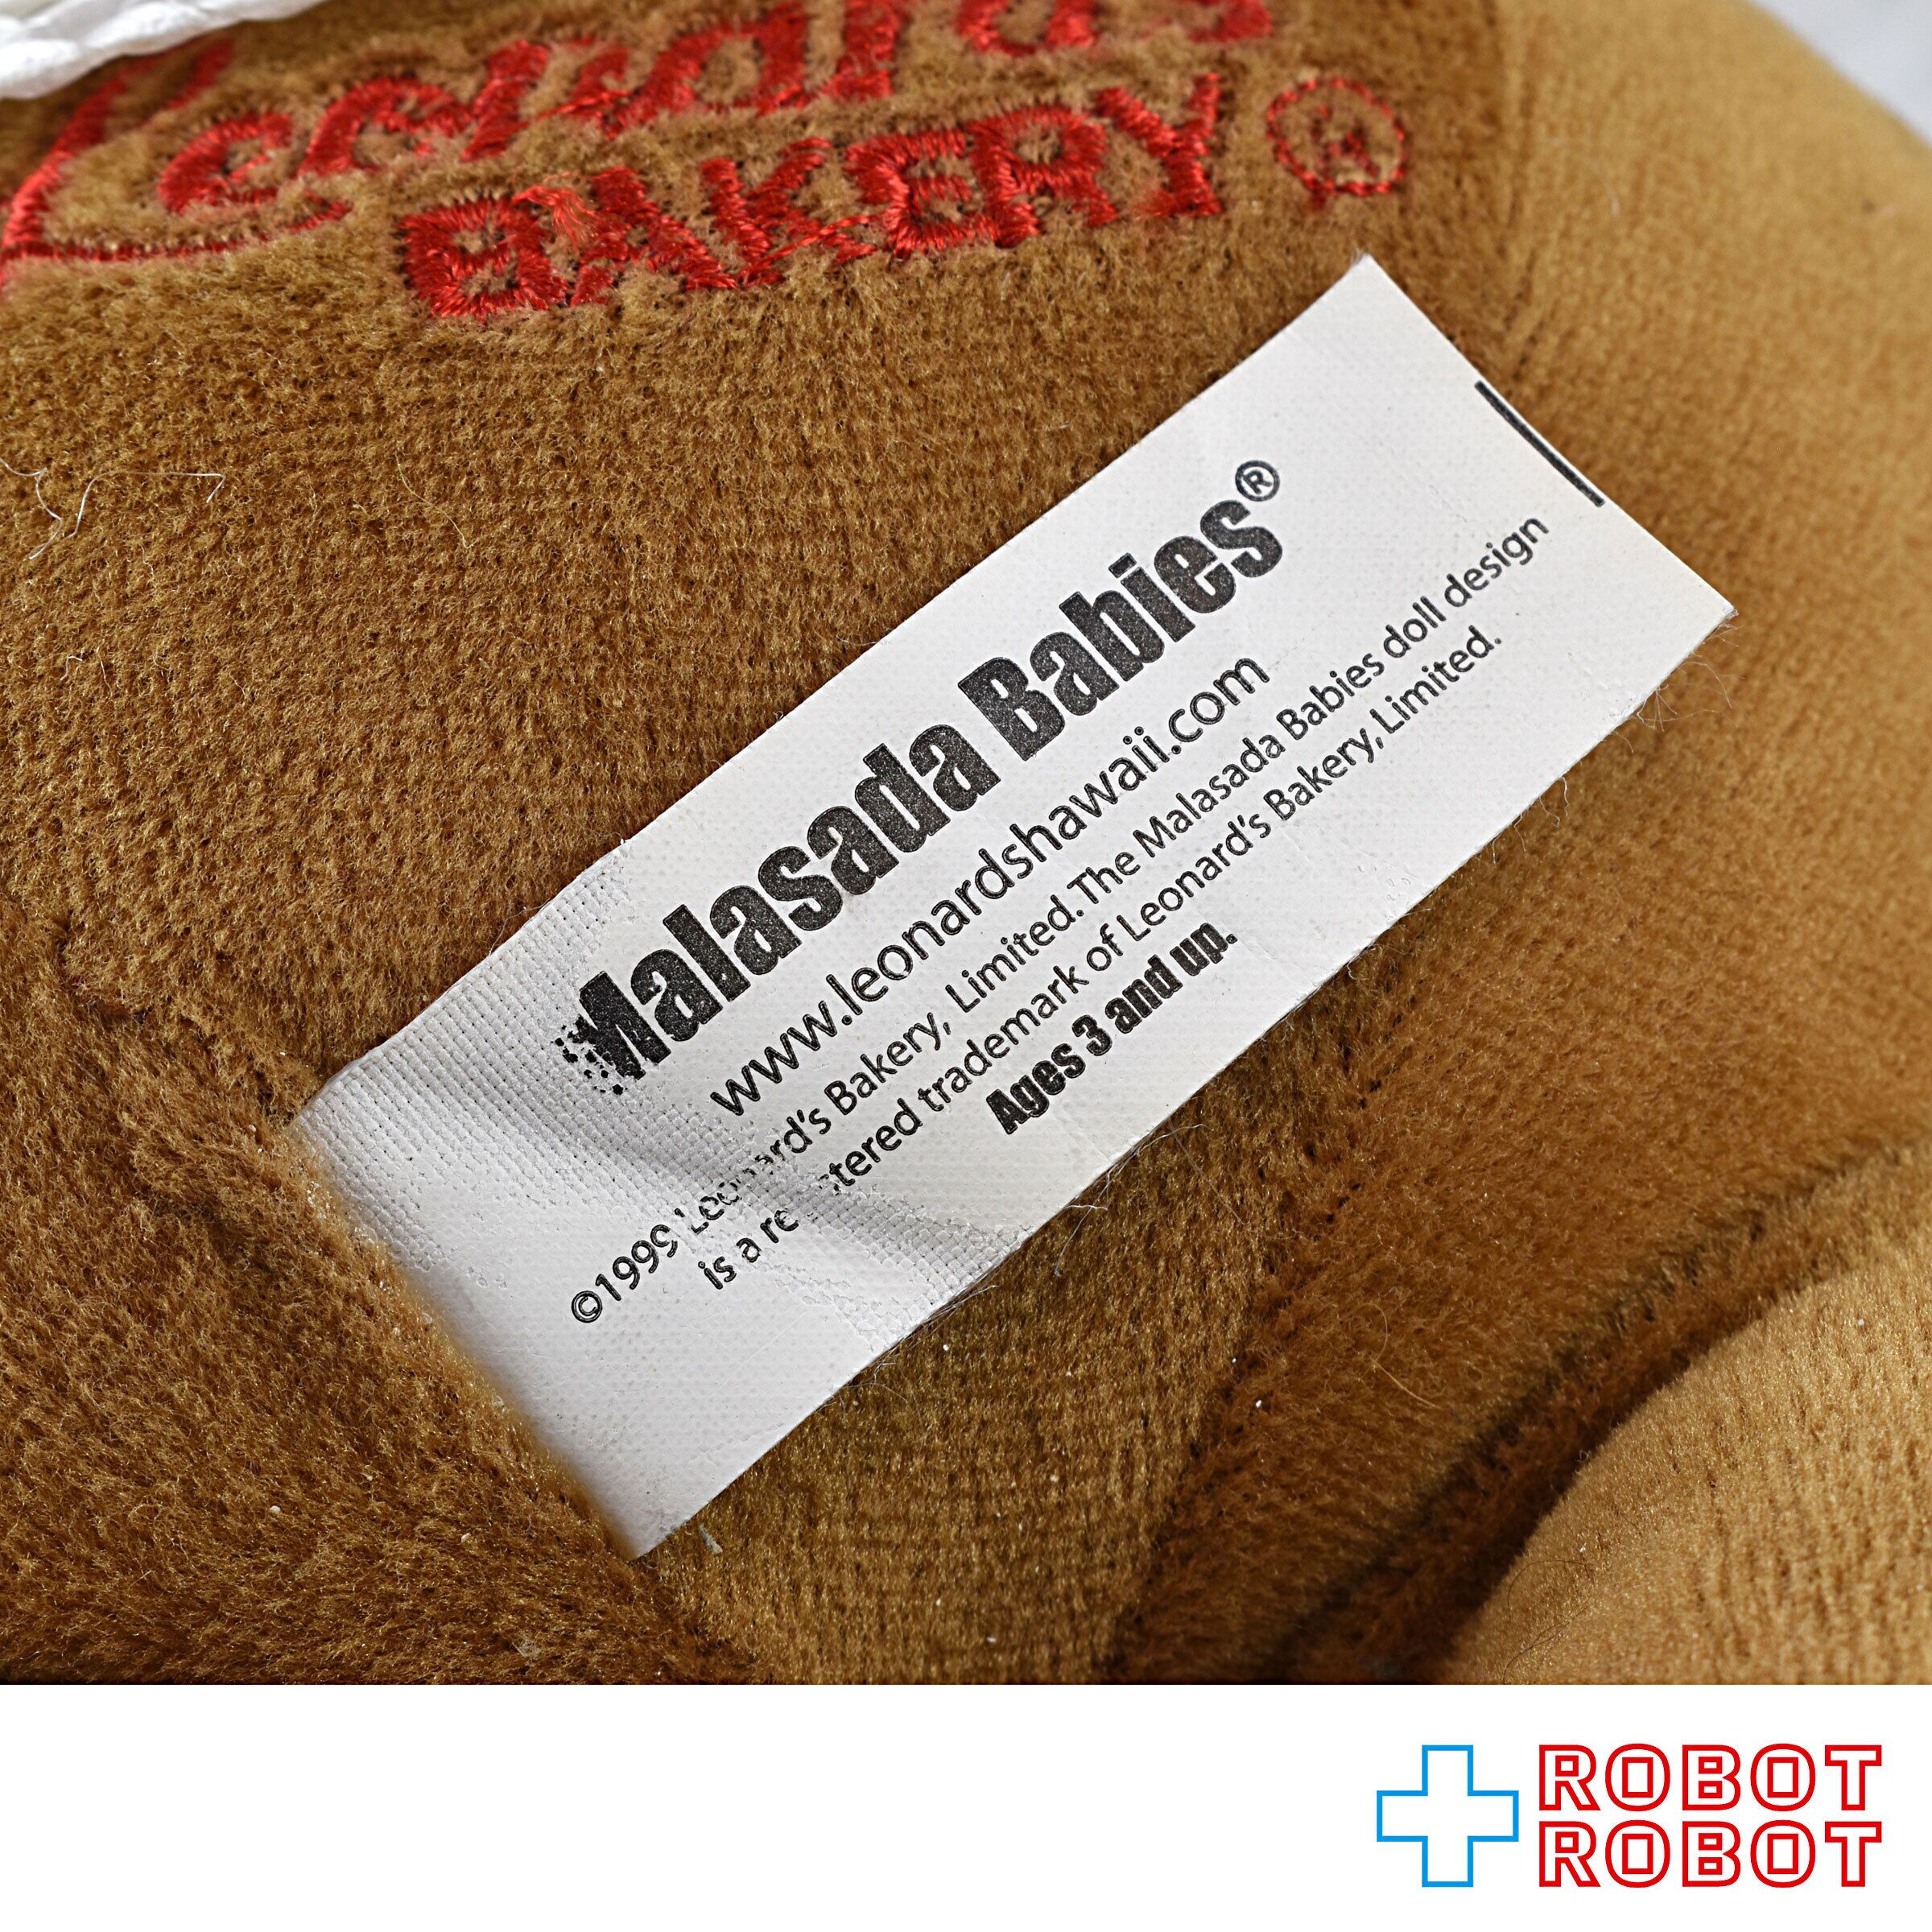 Leonard's
BAKERY ®
Malasada Babies®
www.leonardshawaii.com
©1999 Leonard's Bakery, Limited. The Malasada Babies doll design
is a registered trademark of Leonard's Bakery, Limited.
Ages 3 and up.
ROBOT
ROBOT